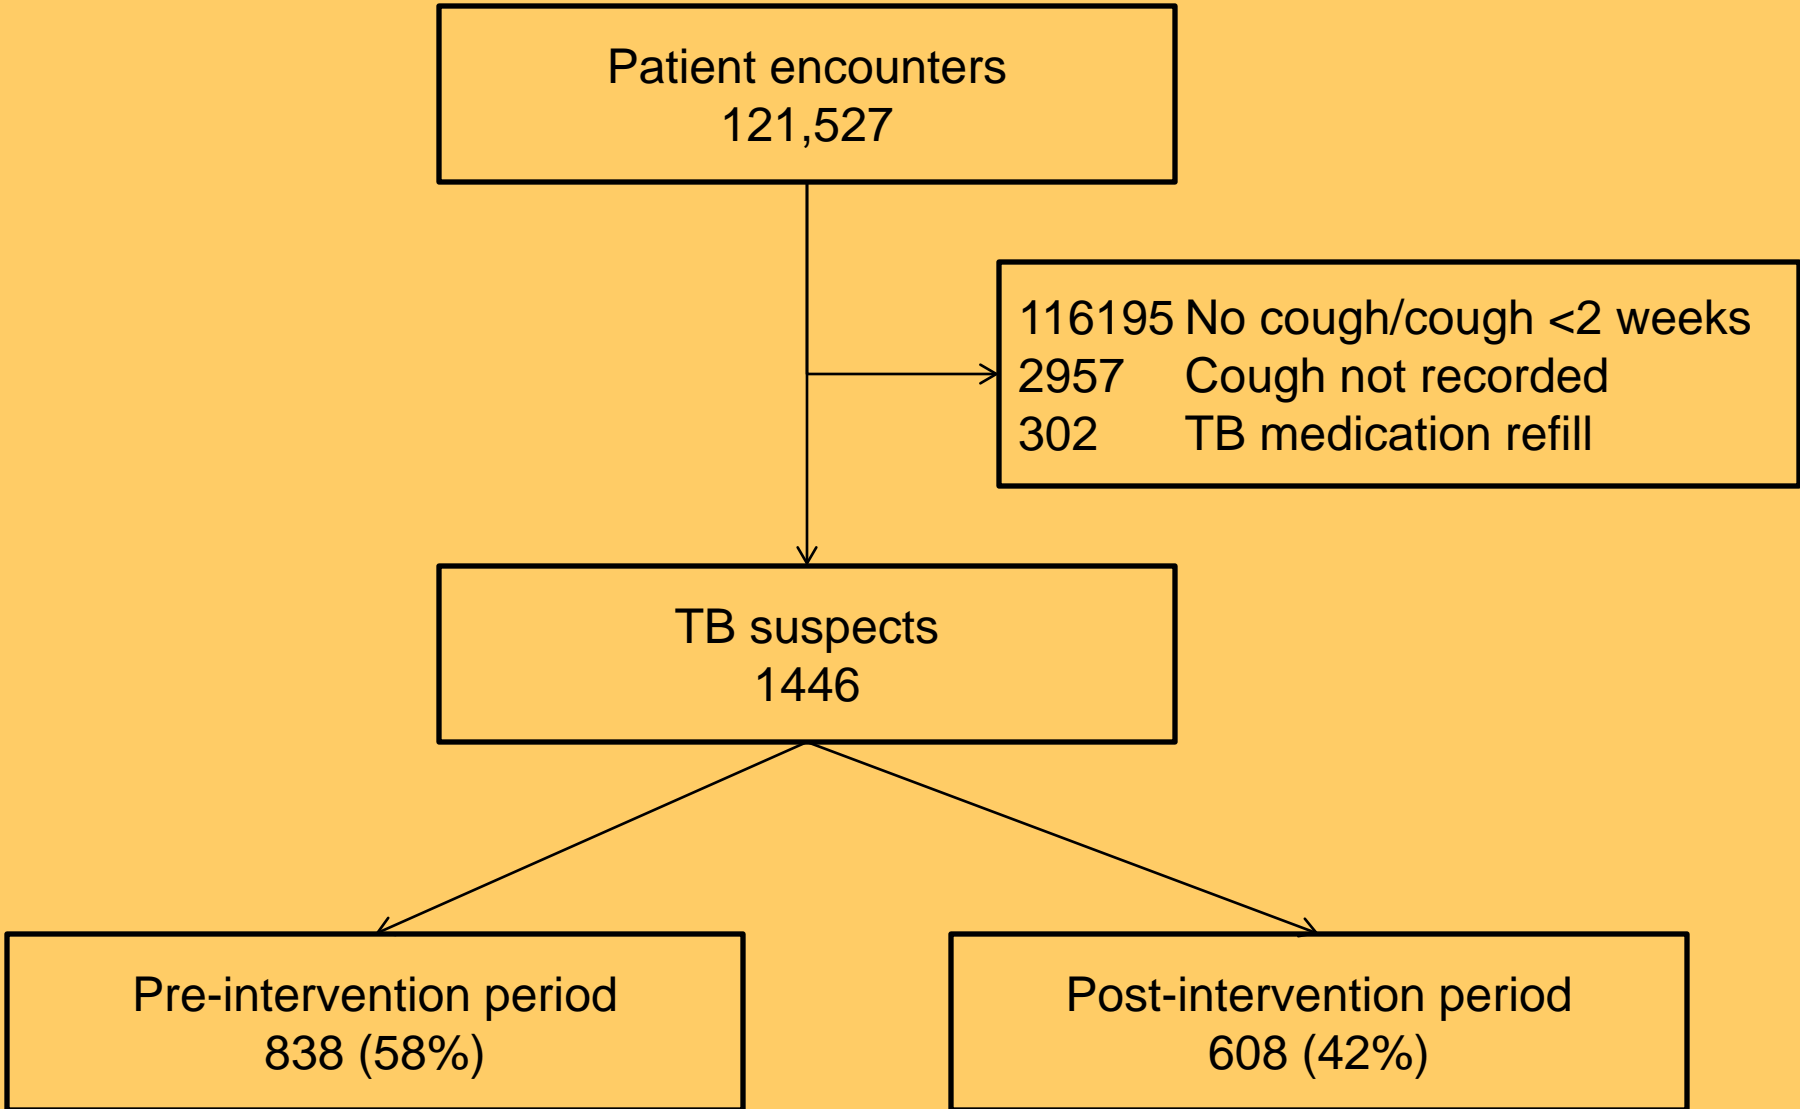 Patient encounters
121,527
116195 No cough/cough <2 weeks
2957 Cough not recorded
302 TB medication refill
TB suspects
1446
Pre-intervention period
838 (58%)
Post-intervention period
608 (42%)